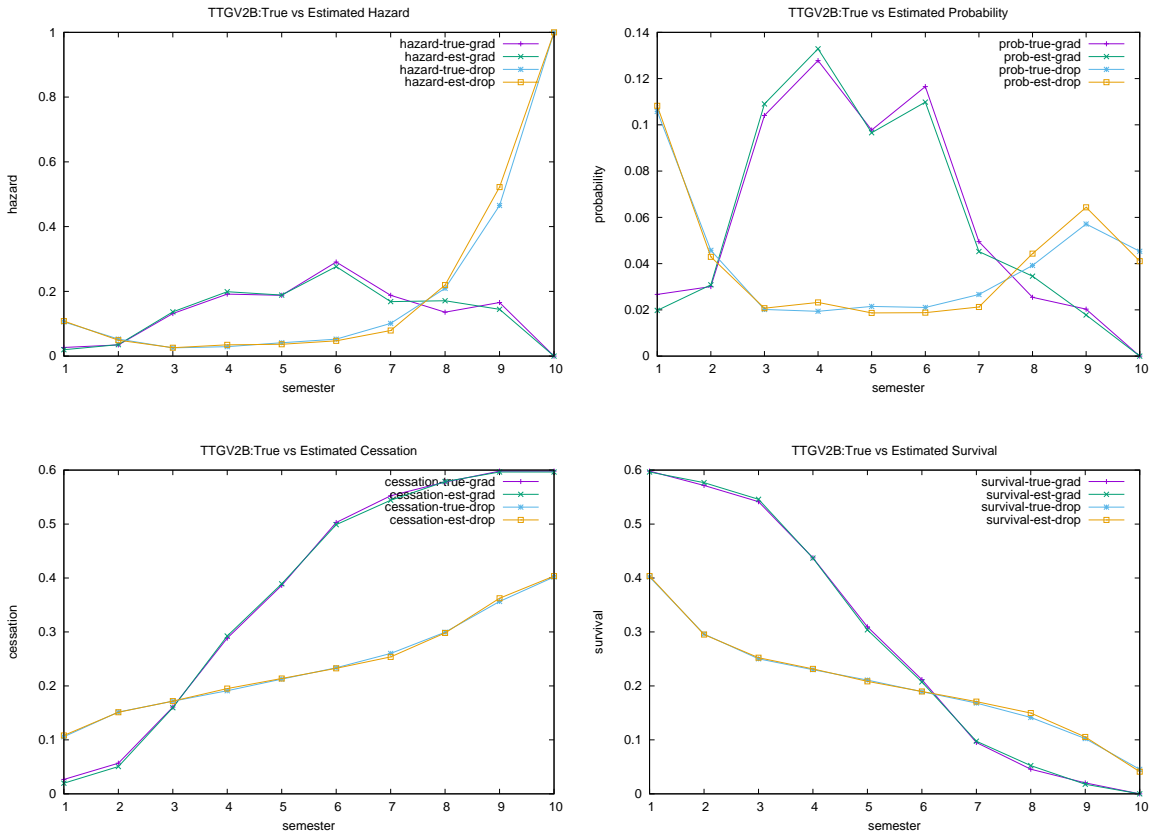 TTGV2B:True vs Estimated Hazard
hazard-true-grad
hazard-est-grad
hazard-true-drop
hazard-est-drop
1
0.8
0.6
0.4
0.2
0
hazard
1 2 3 4 5 6 7 8 9 10
semester
TTGV2B:True vs Estimated Probability
prob-true-grad
prob-est-grad
prob-true-drop
prob-est-drop
0.14
0.12
0.1
0.08
0.06
0.04
0.02
0
probability
1 2 3 4 5 6 7 8 9 10
semester
TTGV2B:True vs Estimated Cessation
cessation-true-grad
cessation-est-grad
cessation-true-drop
cessation-est-drop
0.6
0.5
0.4
0.3
0.2
0.1
0
cessation
1 2 3 4 5 6 7 8 9 10
semester
TTGV2B:True vs Estimated Survival
survival-true-grad
survival-est-grad
survival-true-drop
survival-est-drop
0.6
0.5
0.4
0.3
0.2
0.1
0
survival
1 2 3 4 5 6 7 8 9 10
semester